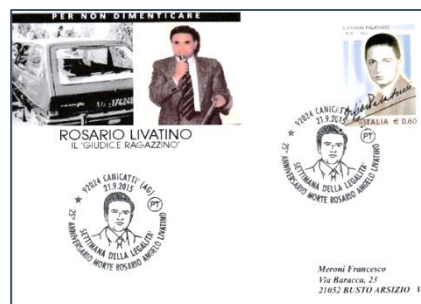 PER NON DIMENTICARE
ROSARIO LIVATINO
IL 'GIUDICE RAGAZZINO'
ITALIA € 0.60
92024 CANICATTI' (AG)
21.9.2015
PT
SETTIMANA DELLA LEGALITA'
25° ANNIVERSARIO MORTE ROSARIO ANGELO LIVATINO
92024 CANICATTI' (AG)
21.9.2015
PT
SETTIMANA DELLA LEGALITA'
25° ANNIVERSARIO MORTE ROSARIO ANGELO LIVATINO
Meroni Francesco
Via Baracca, 23
21052 BUSTO ARSIZIO V